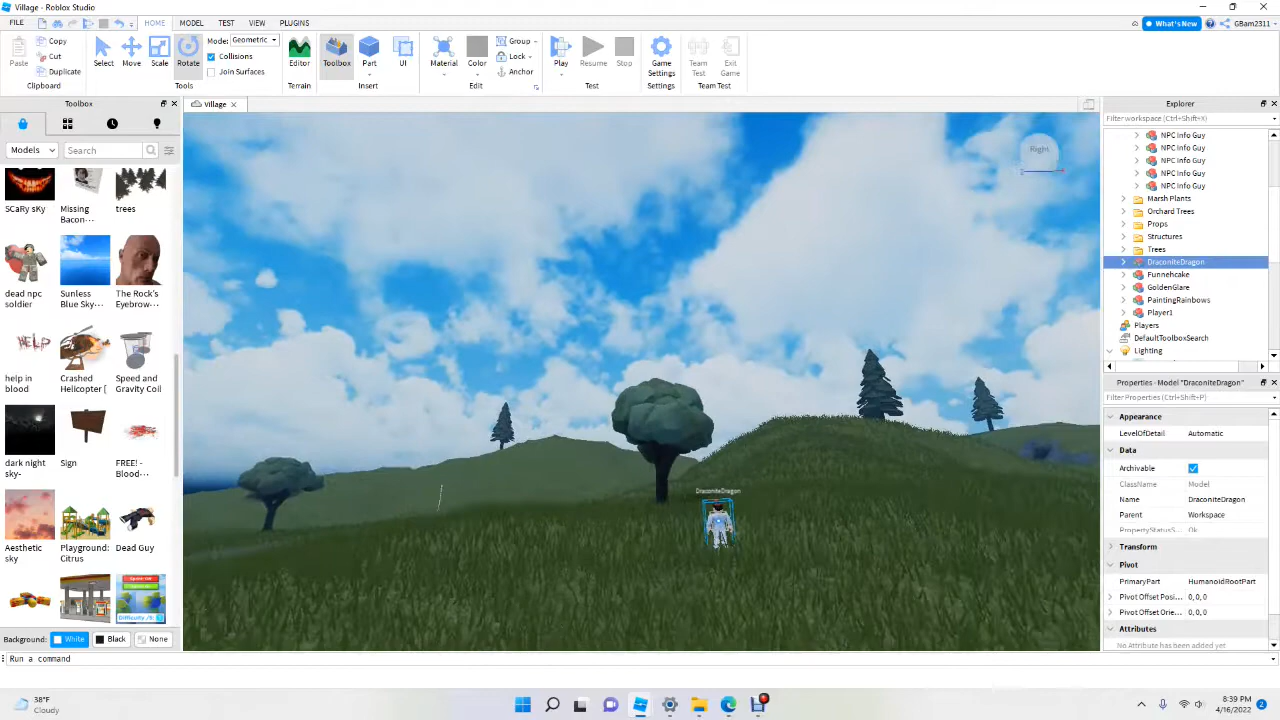 Village - Roblox Studio
FILE HOME MODEL TEST VIEW PLUGINS What's New GBam2311
Paste Copy Cut Duplicate Clipboard
Select Move Scale Rotate Mode: Geometric Collisions Join Surfaces Tools
Editor Terrain
Toolbox Part UI Insert
Material Color Group Lock Anchor Edit
Play Resume Stop Test
Game Settings Settings
Team Test Exit Game Team Test
Toolbox
Models Search
SCaRy sKy
Missing Bacon···
trees
dead npc soldier
Sunless Blue Sky···
The Rock's Eyebrow···
HELP
help in blood
Crashed Helicopter [
Speed and Gravity Coil
dark night sky-
Sign
FREE! - Blood···
Aesthetic sky
Playground: Citrus
Dead Guy
Difficulty /5:
Background: White Black None
Run a command
Village
Right
DraconiteDragon
Explorer
Filter workspace (Ctrl+Shift+X)
NPC Info Guy
NPC Info Guy
NPC Info Guy
NPC Info Guy
NPC Info Guy
Marsh Plants
Orchard Trees
Props
Structures
Trees
DraconiteDragon
Funnehcake
GoldenGlare
PaintingRainbows
Player1
Players
DefaultToolboxSearch
Lighting
Properties - Model "DraconiteDragon"
Filter Properties (Ctrl+Shift+P)
Appearance
LevelOfDetail Automatic
Data
Archivable
ClassName Model
Name DraconiteDragon
Parent Workspace
PropertyStatusS... Ok
Transform
Pivot
PrimaryPart HumanoidRootPart
Pivot Offset Posi... 0, 0, 0
Pivot Offset Orie... 0, 0, 0
Attributes
No Attribute has been added yet
38°F
Cloudy
8:39 PM
4/16/2022
2